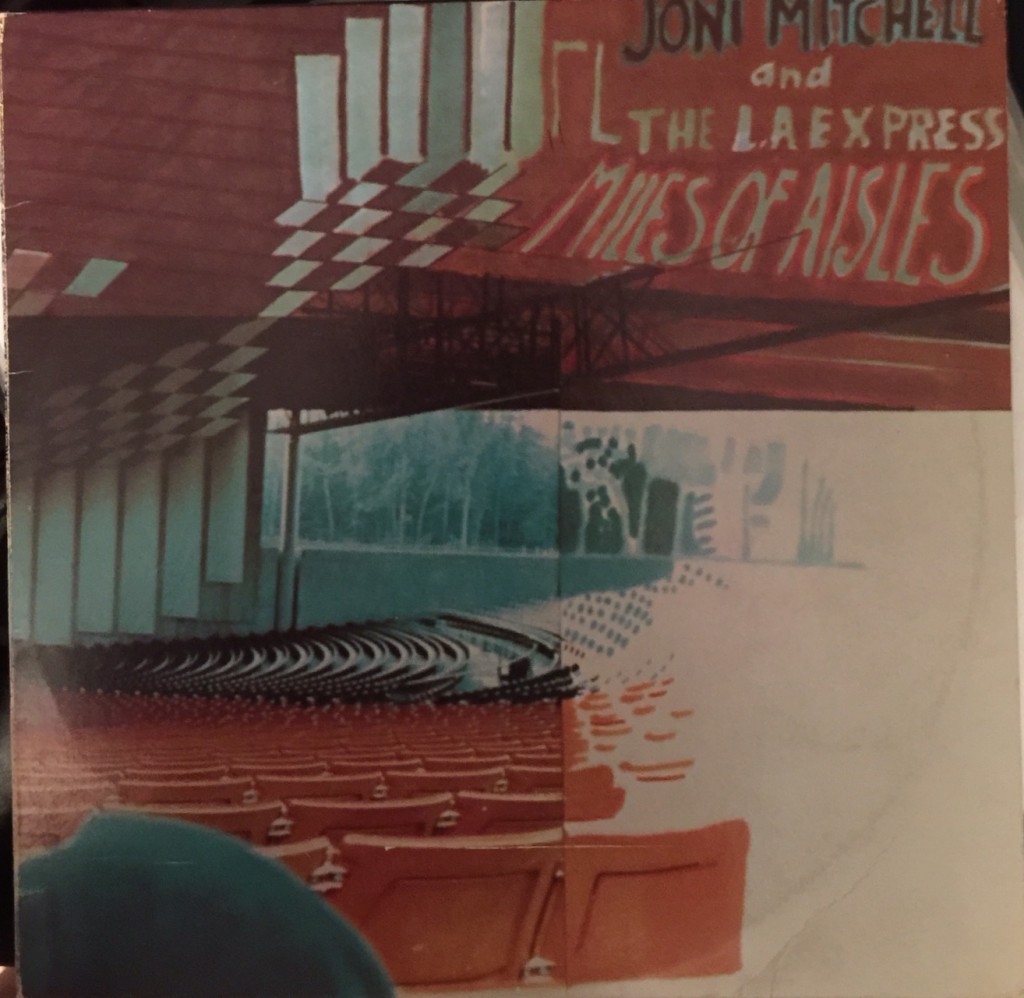 JONI MITCHELL
and
THE L.A EXPRESS
MILES OF AISLES